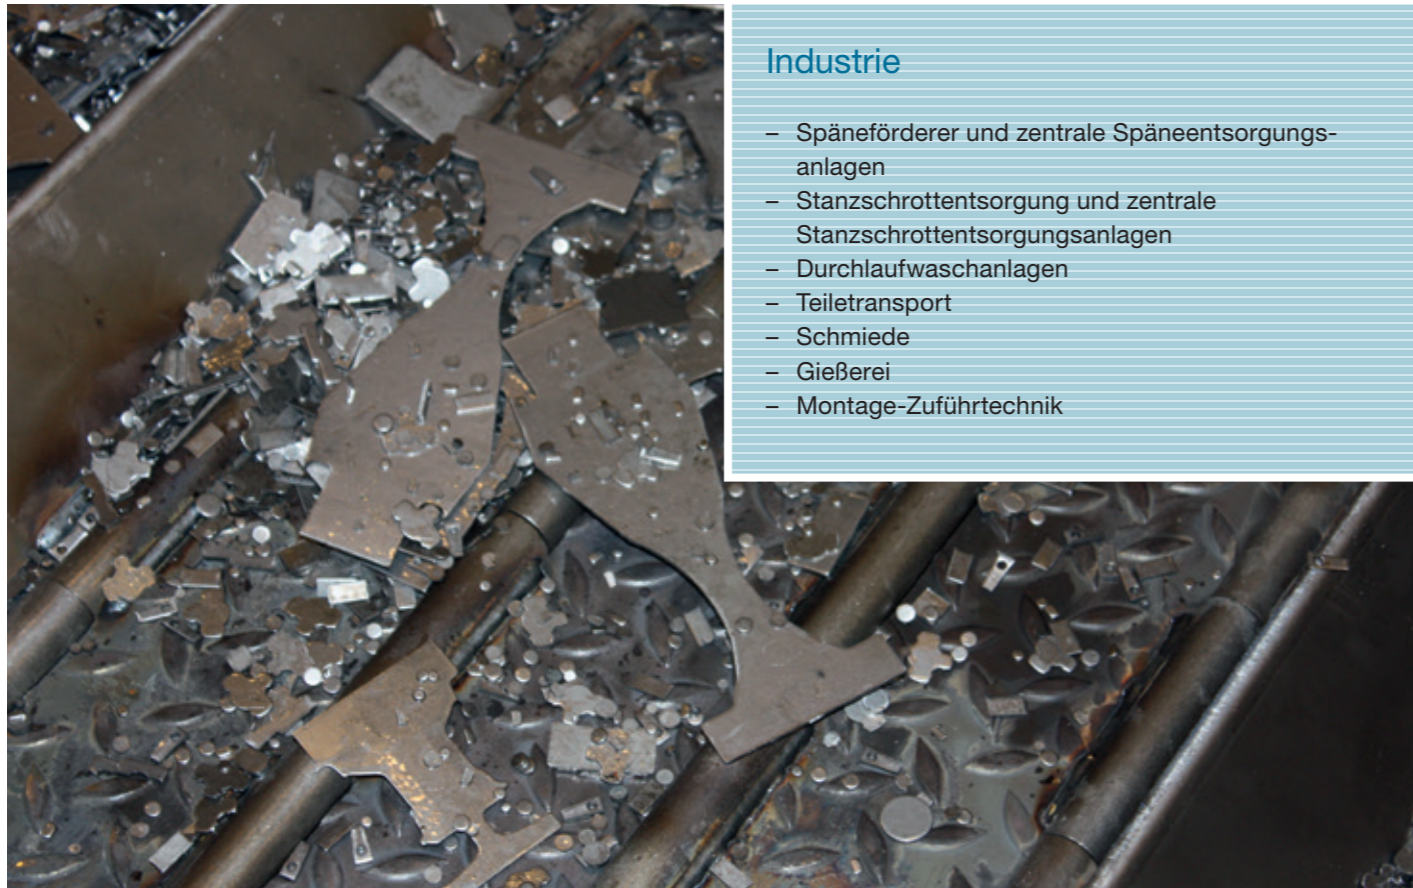 Industrie
– Späneförderer und zentrale Späneentsorgungs-
anlagen
– Stanzschrottentsorgung und zentrale
Stanzschrottentsorgungsanlagen
– Durchlaufwaschanlagen
– Teiletransport
– Schmiede
– Gießerei
– Montage-Zuführtechnik